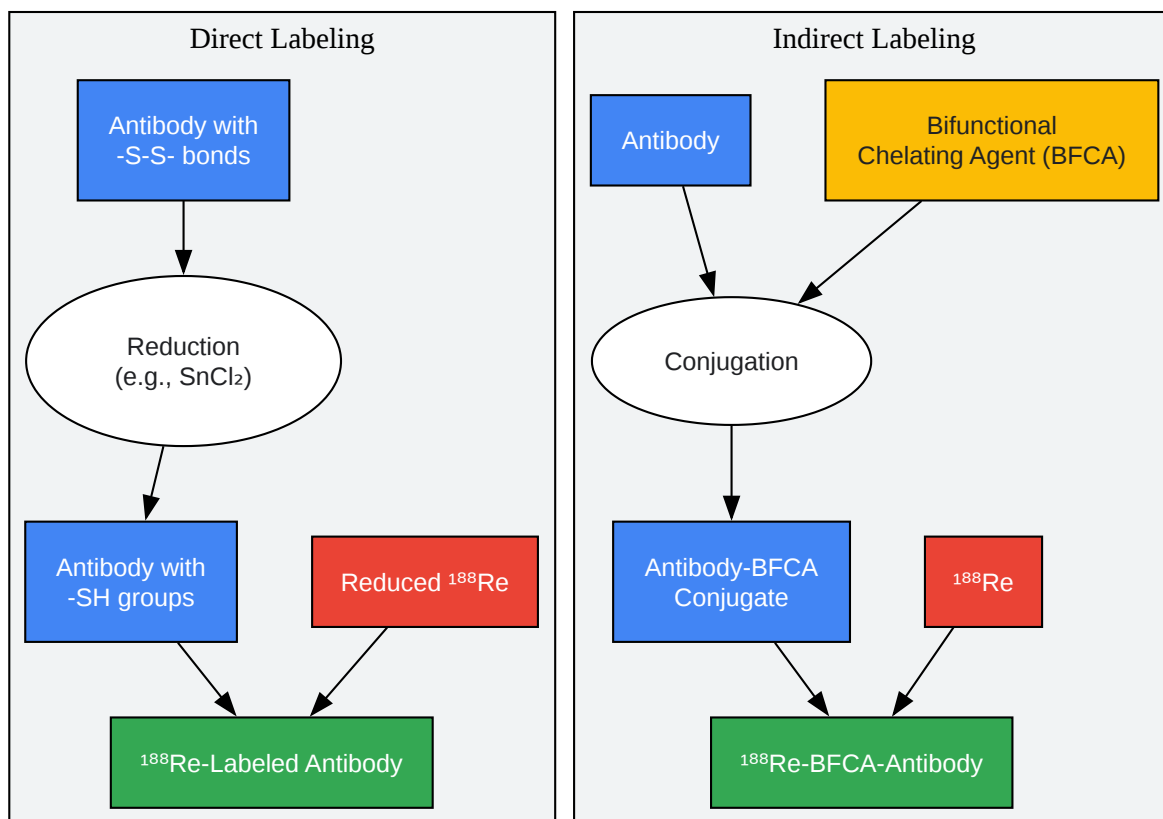 Direct Labeling
Antibody with
-S-S- bonds
Reduction
(e.g., SnCl₂)
Antibody with
-SH groups
Reduced ¹⁸⁸Re
¹⁸⁸Re-Labeled Antibody
Indirect Labeling
Antibody
Bifunctional
Chelating Agent (BFCA)
Conjugation
Antibody-BFCA
Conjugate
¹⁸⁸Re
¹⁸⁸Re-BFCA-Antibody